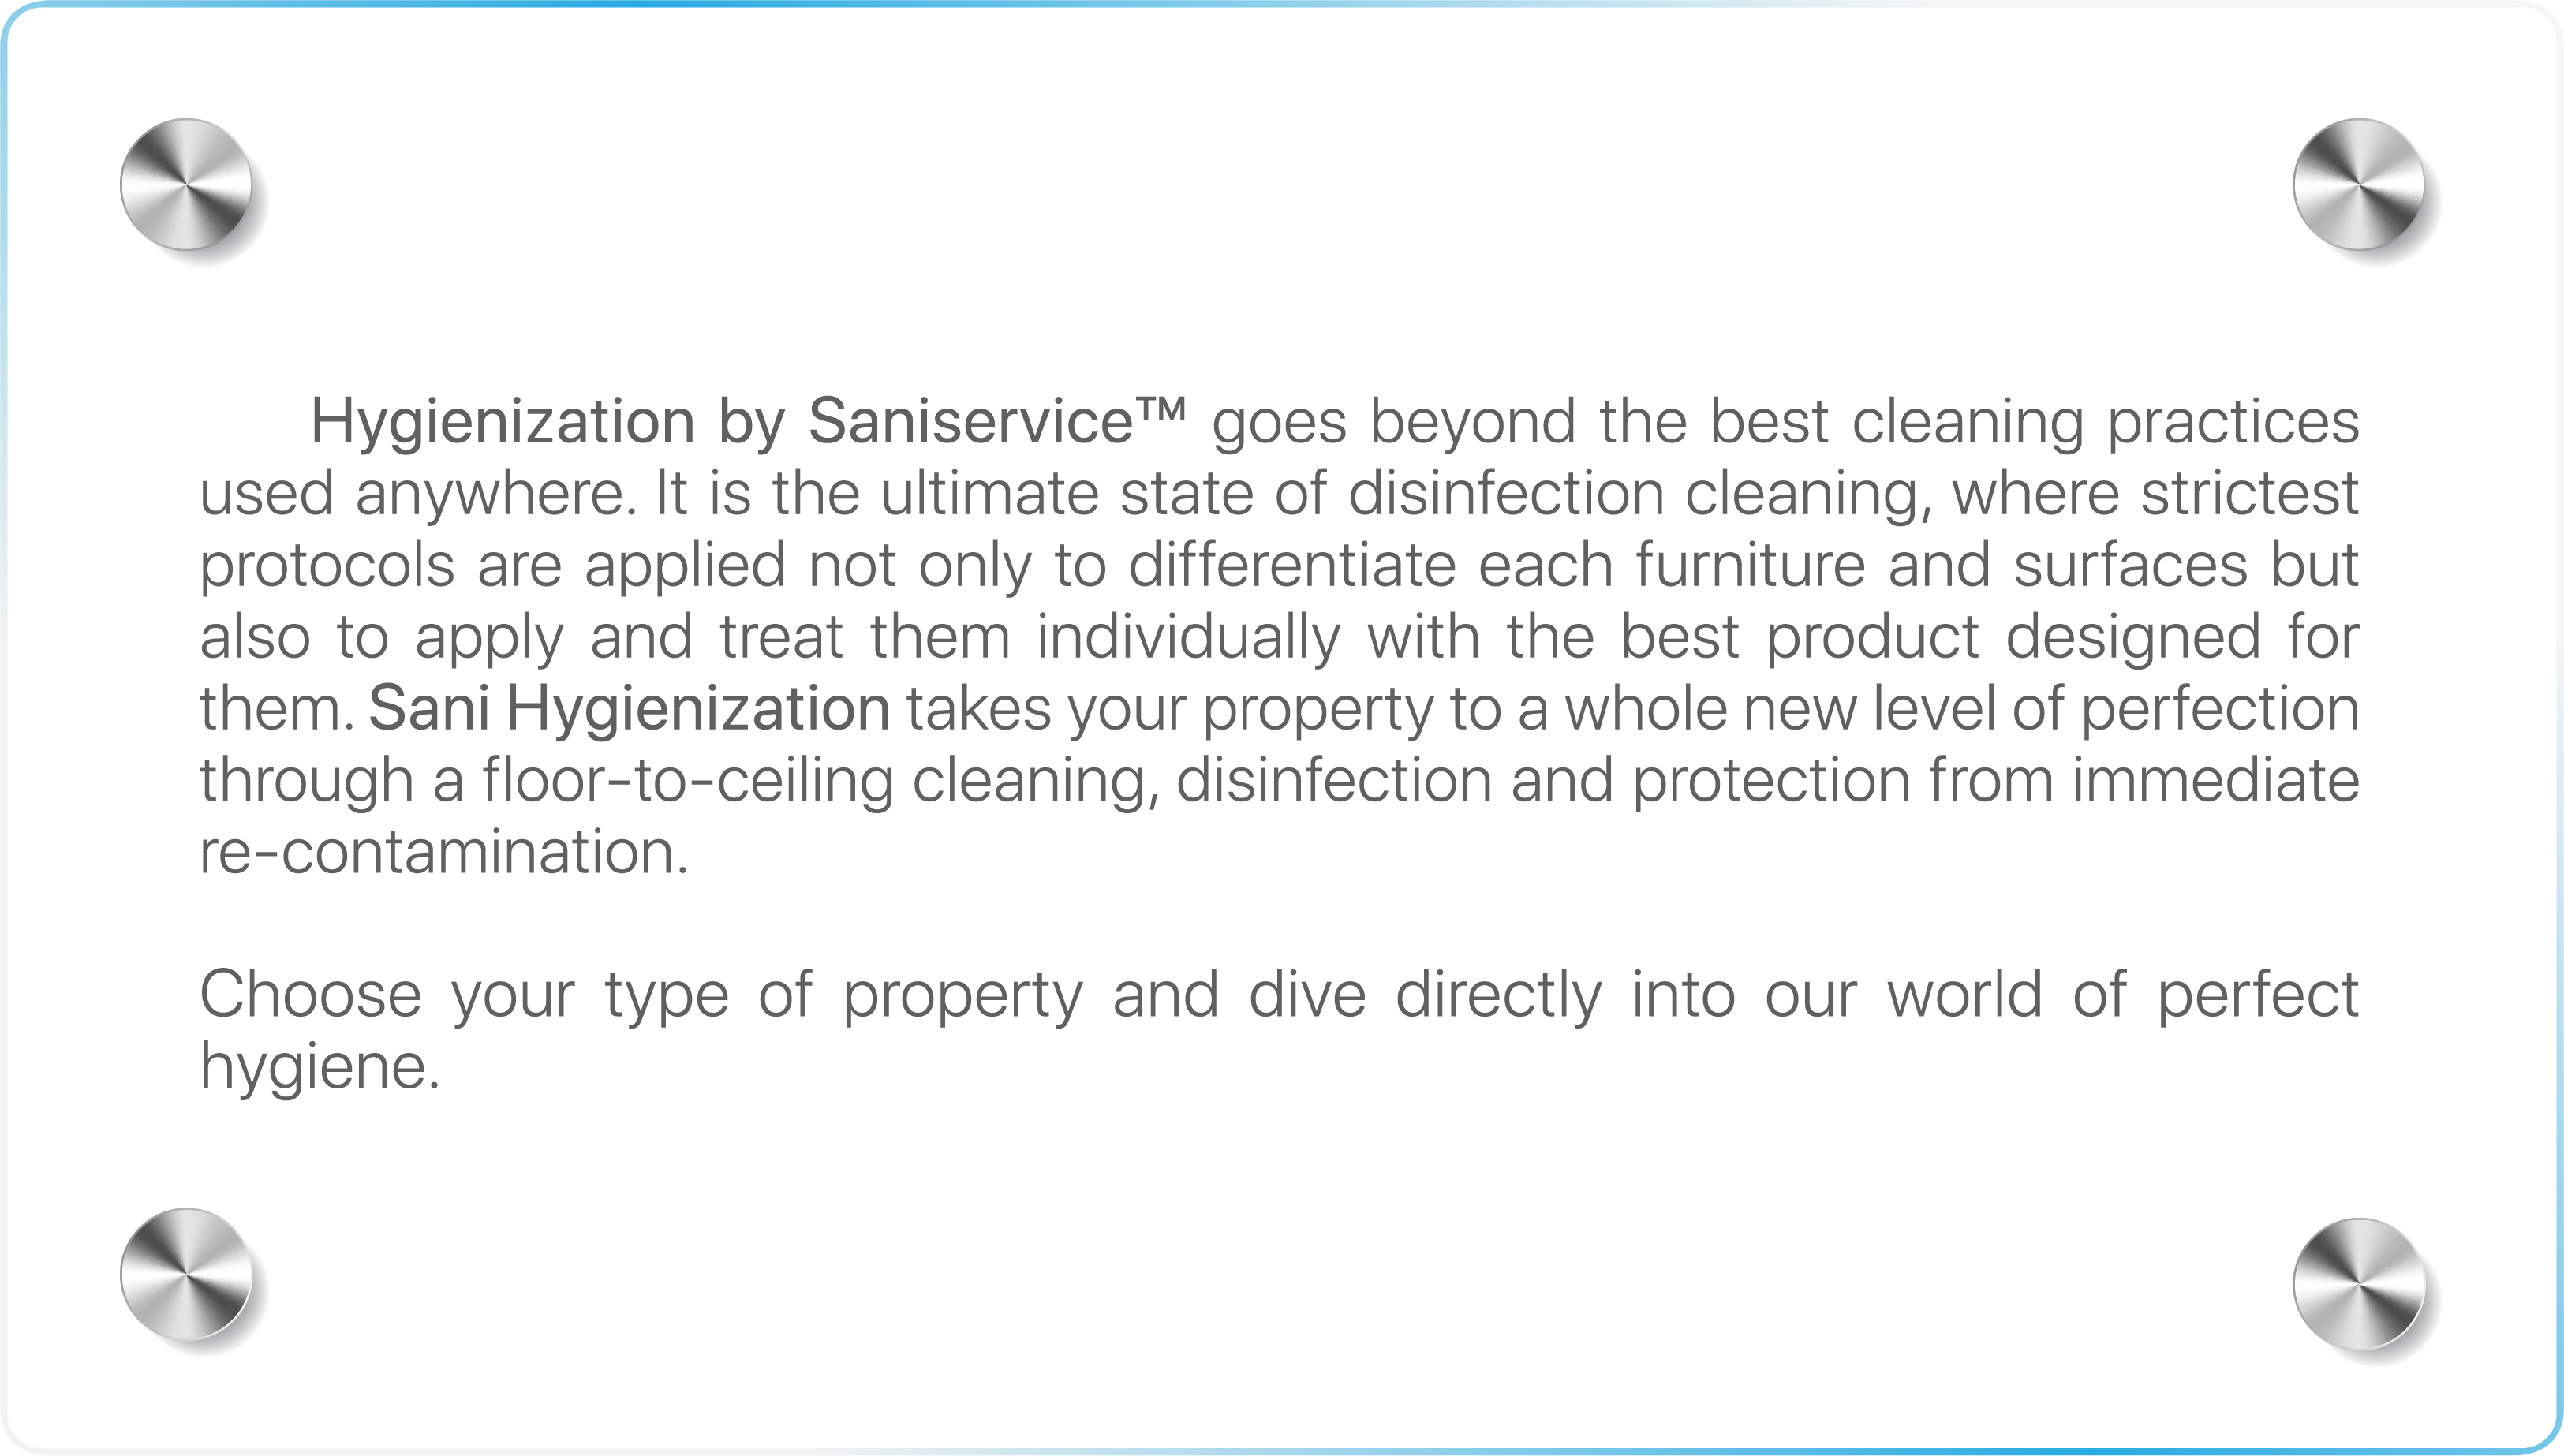 Hygienization by Saniservice™ goes beyond the best cleaning practices
used anywhere. It is the ultimate state of disinfection cleaning, where strictest
protocols are applied not only to differentiate each furniture and surfaces but
also to apply and treat them individually with the best product designed for
them. Sani Hygienization takes your property to a whole new level of perfection
through a floor-to-ceiling cleaning, disinfection and protection from immediate
re-contamination.
Choose your type of property and dive directly into our world of perfect
hygiene.